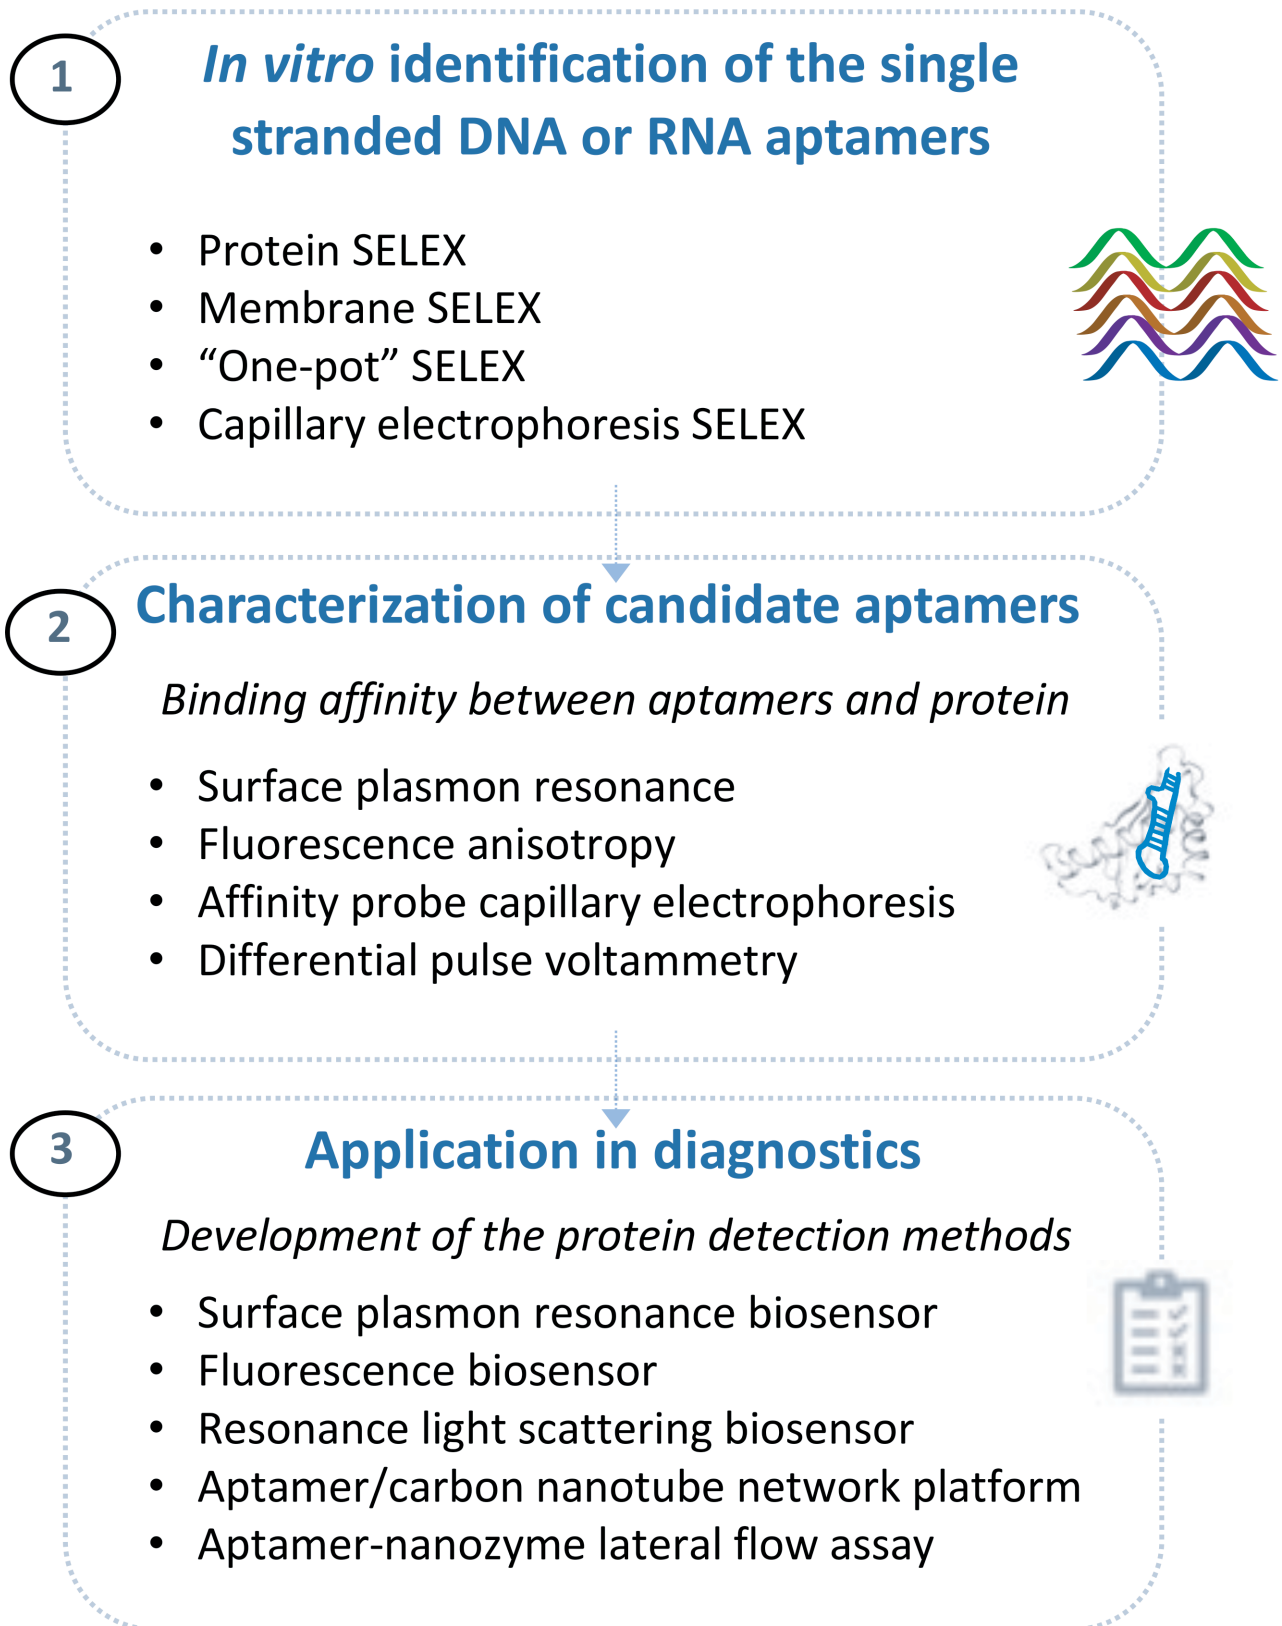 1
In vitro identification of the single
stranded DNA or RNA aptamers
• Protein SELEX
• Membrane SELEX
• “One-pot” SELEX
• Capillary electrophoresis SELEX
2
Characterization of candidate aptamers
Binding affinity between aptamers and protein
• Surface plasmon resonance
• Fluorescence anisotropy
• Affinity probe capillary electrophoresis
• Differential pulse voltammetry
3
Application in diagnostics
Development of the protein detection methods
• Surface plasmon resonance biosensor
• Fluorescence biosensor
• Resonance light scattering biosensor
• Aptamer/carbon nanotube network platform
• Aptamer-nanozyme lateral flow assay